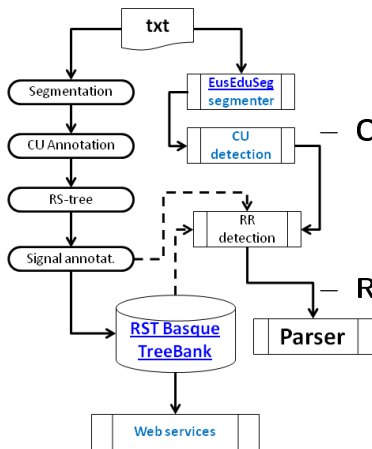 txt
Segmentation
EusEduSeg
segmenter
CU Annotation
CU
detection
– C
RS-tree
RR
detection
Signal annotat.
– R
RST Basque
TreeBank
Parser
Web services